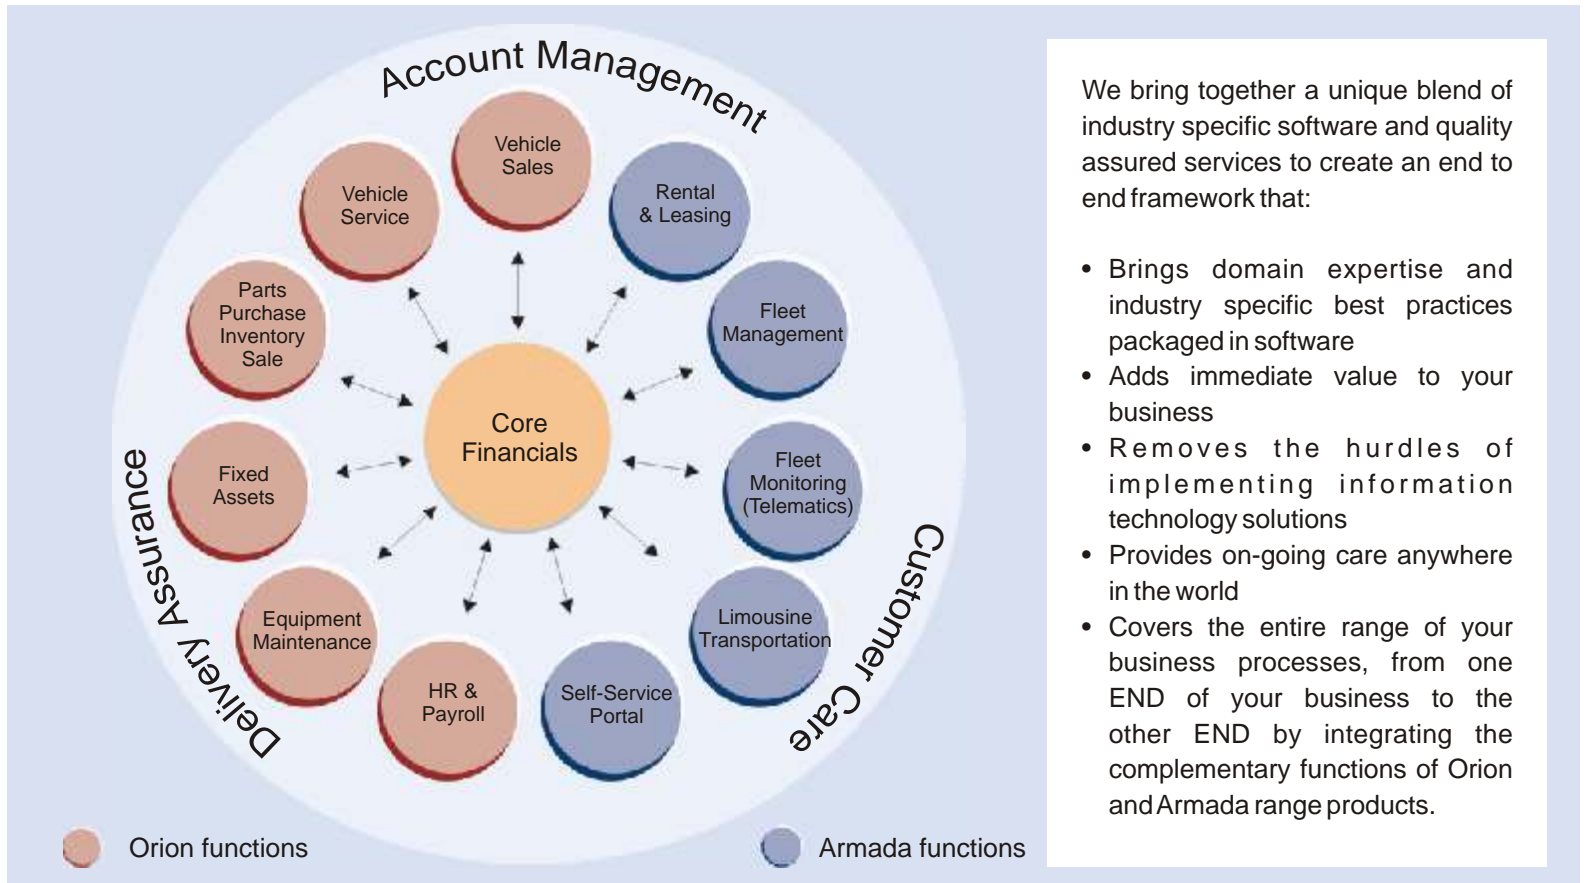 Account Management
Vehicle
Sales
Vehicle
Service
Rental
& Leasing
Parts
Purchase
Inventory
Sale
Fleet
Management
Core
Financials
Fixed
Assets
Fleet
Monitoring
(Telematics)
Equipment
Maintenance
Limousine
Transportation
HR &
Payroll
Self-Service
Portal
Delivery Assurance
Customer Care
Orion functions
Armada functions
We bring together a unique blend of
industry specific software and quality
assured services to create an end to
end framework that:
• Brings domain expertise and
industry specific best practices
packaged in software
• Adds immediate value to your
business
• Removes the hurdles of
implementing information
technology solutions
• Provides on-going care anywhere
in the world
• Covers the entire range of your
business processes, from one
END of your business to the
other END by integrating the
complementary functions of Orion
and Armada range products.